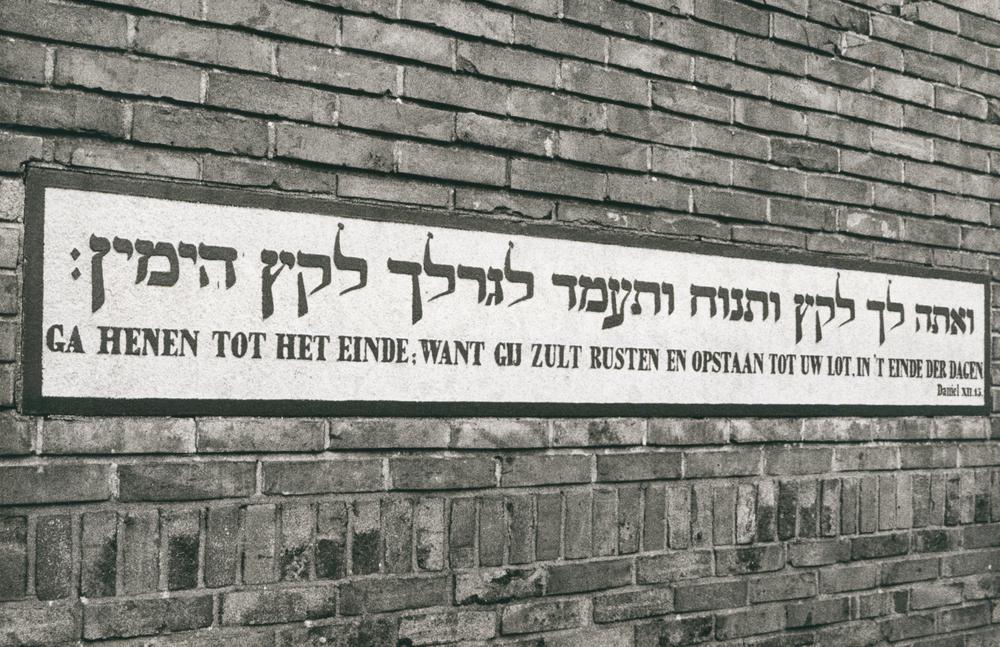 ואתה לך לקץ ותנוח ותעמד לגרלך לקץ הימין:
GA HENEN TOT HET EINDE; WANT GIJ ZULT RUSTEN EN OPSTAAN TOT UW LOT. IN 'T EINDE DER DAGEN
Daniel XII. 13.